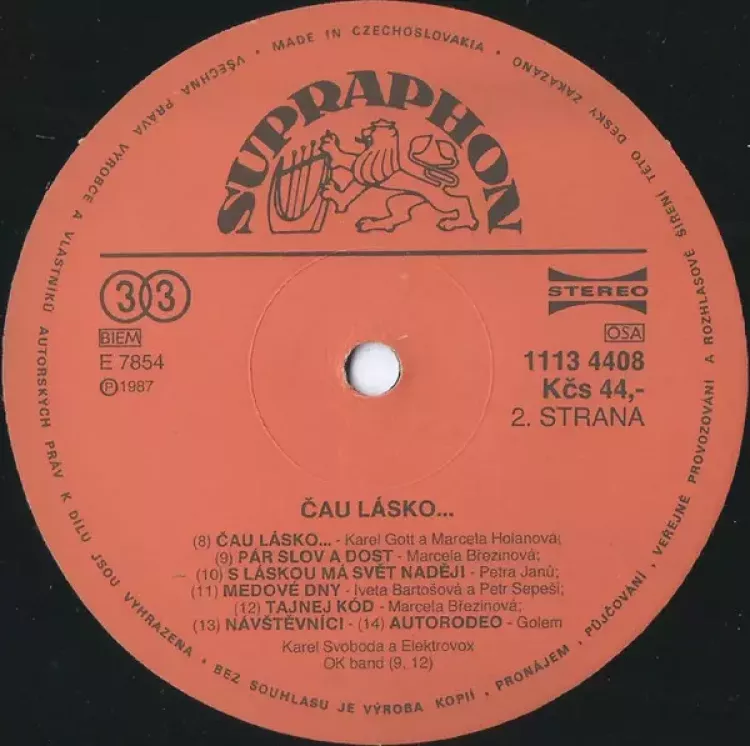 MADE IN CZECHOSLOVAKIA • VŠECHNA PRÁVA VÝROBCE A VLASTNÍKŮ AUTORSKÝCH PRÁV K DÍLU JSOU VYHRAZENA • BEZ SOUHLASU JE VÝROBA KOPIÍ, PRONÁJEM, PŮJČOVÁNÍ, VEŘEJNÉ PROVOZOVÁNÍ A ROZHLASOVÉ ŠÍŘENÍ TÉTO DESKY ZAKÁZÁNO •
SUPRAPHON
33
STEREO
BIEM
OSA
E 7854
1113 4408
Ⓟ1987
Kčs 44,-
2. STRANA
ČAU LÁSKO...
(8) ČAU LÁSKO... - Karel Gott a Marcela Holanová;
(9) PÁR SLOV A DOST - Marcela Březinová;
(10) S LÁSKOU MÁ SVĚT NADĚJI - Petra Janů;
(11) MEDOVÉ DNY - Iveta Bartošová a Petr Sepeši;
(12) TAJNEJ KÓD - Marcela Březinová;
(13) NÁVŠTĚVNÍCI - (14) AUTORODEO - Golem
Karel Svoboda a Elektrovox
OK band (9, 12)